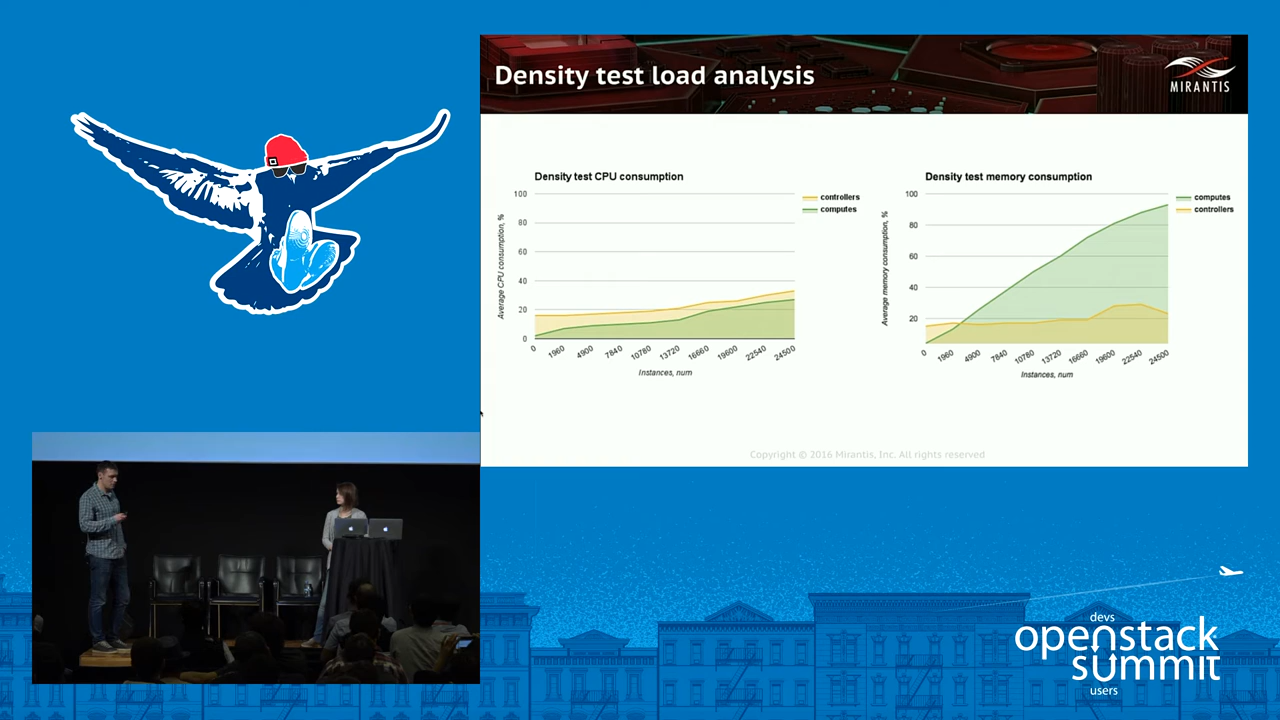 Density test load analysis
MIRANTIS
Density test CPU consumption
controllers
computes
Average CPU consumption, %
100
80
60
40
20
0
0 1960 4900 7840 10780 13720 16660 19600 22540 24500
Instances, num
Density test memory consumption
computes
controllers
Average memory consumption, %
100
80
60
40
20
0 1960 4900 7840 10780 13720 16660 19600 22540 24500
Instances, num
Copyright © 2016 Mirantis, Inc. All rights reserved
devs
openstack
summit
users